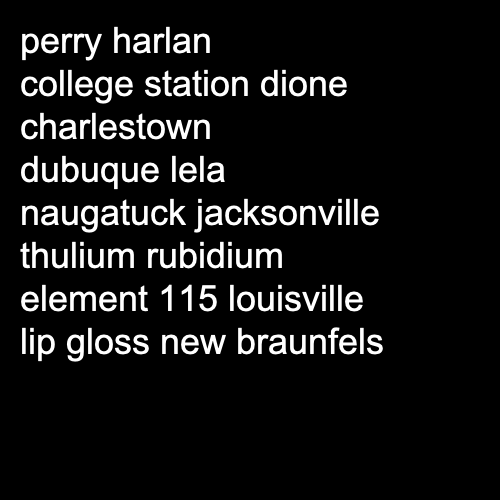 perry harlan
college station dione
charlestown
dubuque lela
naugatuck jacksonville
thulium rubidium
element 115 louisville
lip gloss new braunfels